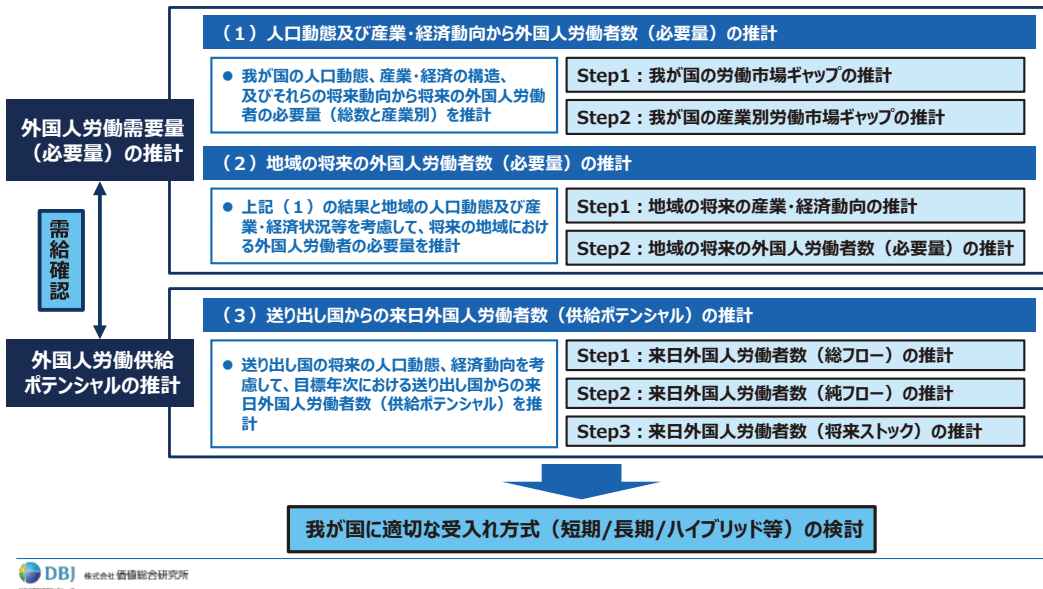 （1）人口動態及び産業・経済動向から外国人労働者数（必要量）の推計
● 我が国の人口動態、産業・経済の構造、
及びそれらの将来動向から将来の外国人労働
者の必要量（総数と産業別）を推計
Step1：我が国の労働市場ギャップの推計
Step2：我が国の産業別労働市場ギャップの推計
外国人労働需要量
（必要量）の推計
（2）地域の将来の外国人労働者数（必要量）の推計
● 上記（1）の結果と地域の人口動態及び産
業・経済状況等を考慮して、将来の地域におけ
る外国人労働者の必要量を推計
Step1：地域の将来の産業・経済動向の推計
Step2：地域の将来の外国人労働者数（必要量）の推計
需給確認
（3）送り出し国からの来日外国人労働者数（供給ポテンシャル）の推計
外国人労働供給
ポテンシャルの推計
● 送り出し国の将来の人口動態、経済動向を考
慮して、目標年次における送り出し国からの来
日外国人労働者数（供給ポテンシャル）を推
計
Step1：来日外国人労働者数（総フロー）の推計
Step2：来日外国人労働者数（純フロー）の推計
Step3：来日外国人労働者数（将来ストック）の推計
我が国に適切な受入れ方式（短期/長期/ハイブリッド等）の検討
DBJ 株式会社 価値総合研究所